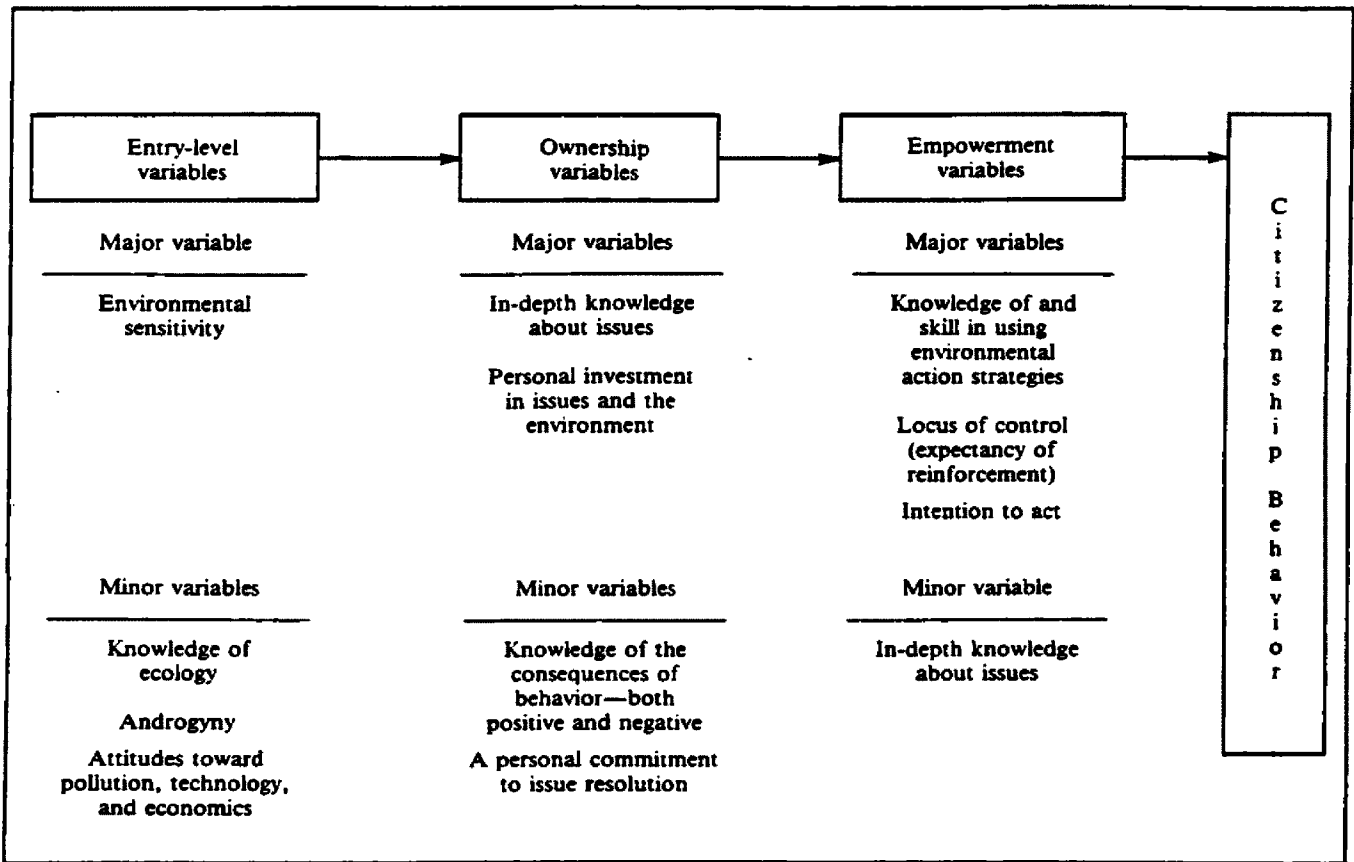 Entry-level
variables
Ownership
variables
Empowerment
variables
Major variable
Environmental
sensitivity
Major variables
In-depth knowledge
about issues
Personal investment
in issues and the
environment
Major variables
Knowledge of and
skill in using
environmental
action strategies
Locus of control
(expectancy of
reinforcement)
Intention to act
Minor variables
Knowledge of
ecology
Androgyny
Attitudes toward
pollution, technology,
and economics
Minor variables
Knowledge of the
consequences of
behavior—both
positive and negative
A personal commitment
to issue resolution
Minor variable
In-depth knowledge
about issues
Citizenship Behavior